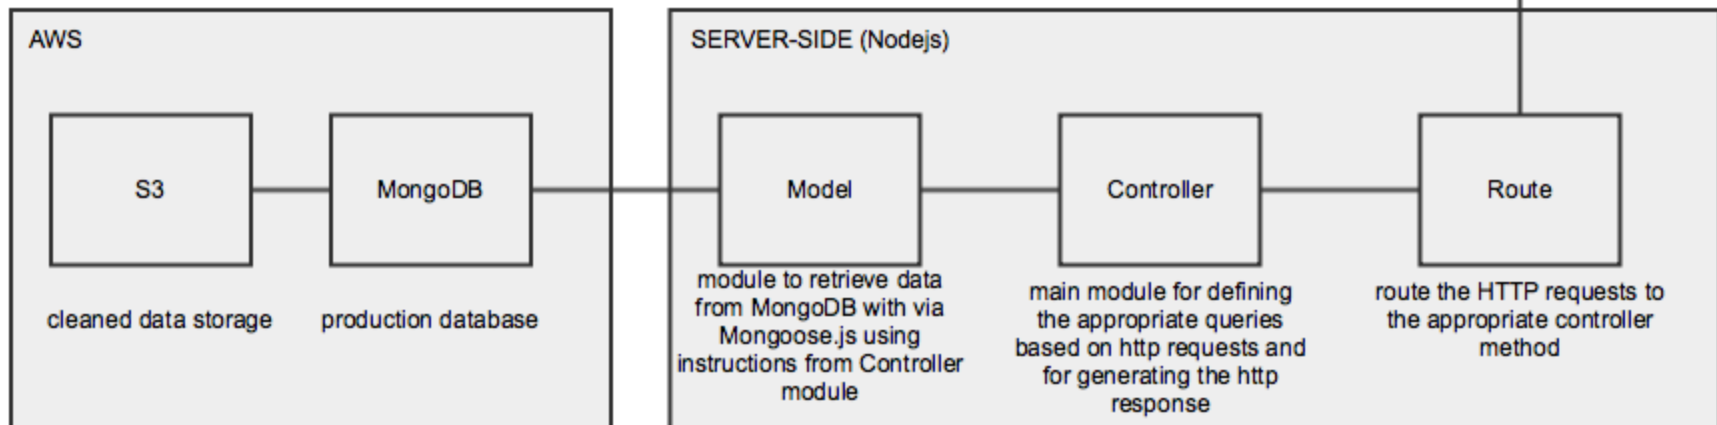 AWS
SERVER-SIDE (Nodejs)
S3
MongoDB
Model
Controller
Route
cleaned data storage
production database
module to retrieve data
from MongoDB with via
Mongoose.js using
instructions from Controller
module
main module for defining
the appropriate queries
based on http requests and
for generating the http
response
route the HTTP requests to
the appropriate controller
method